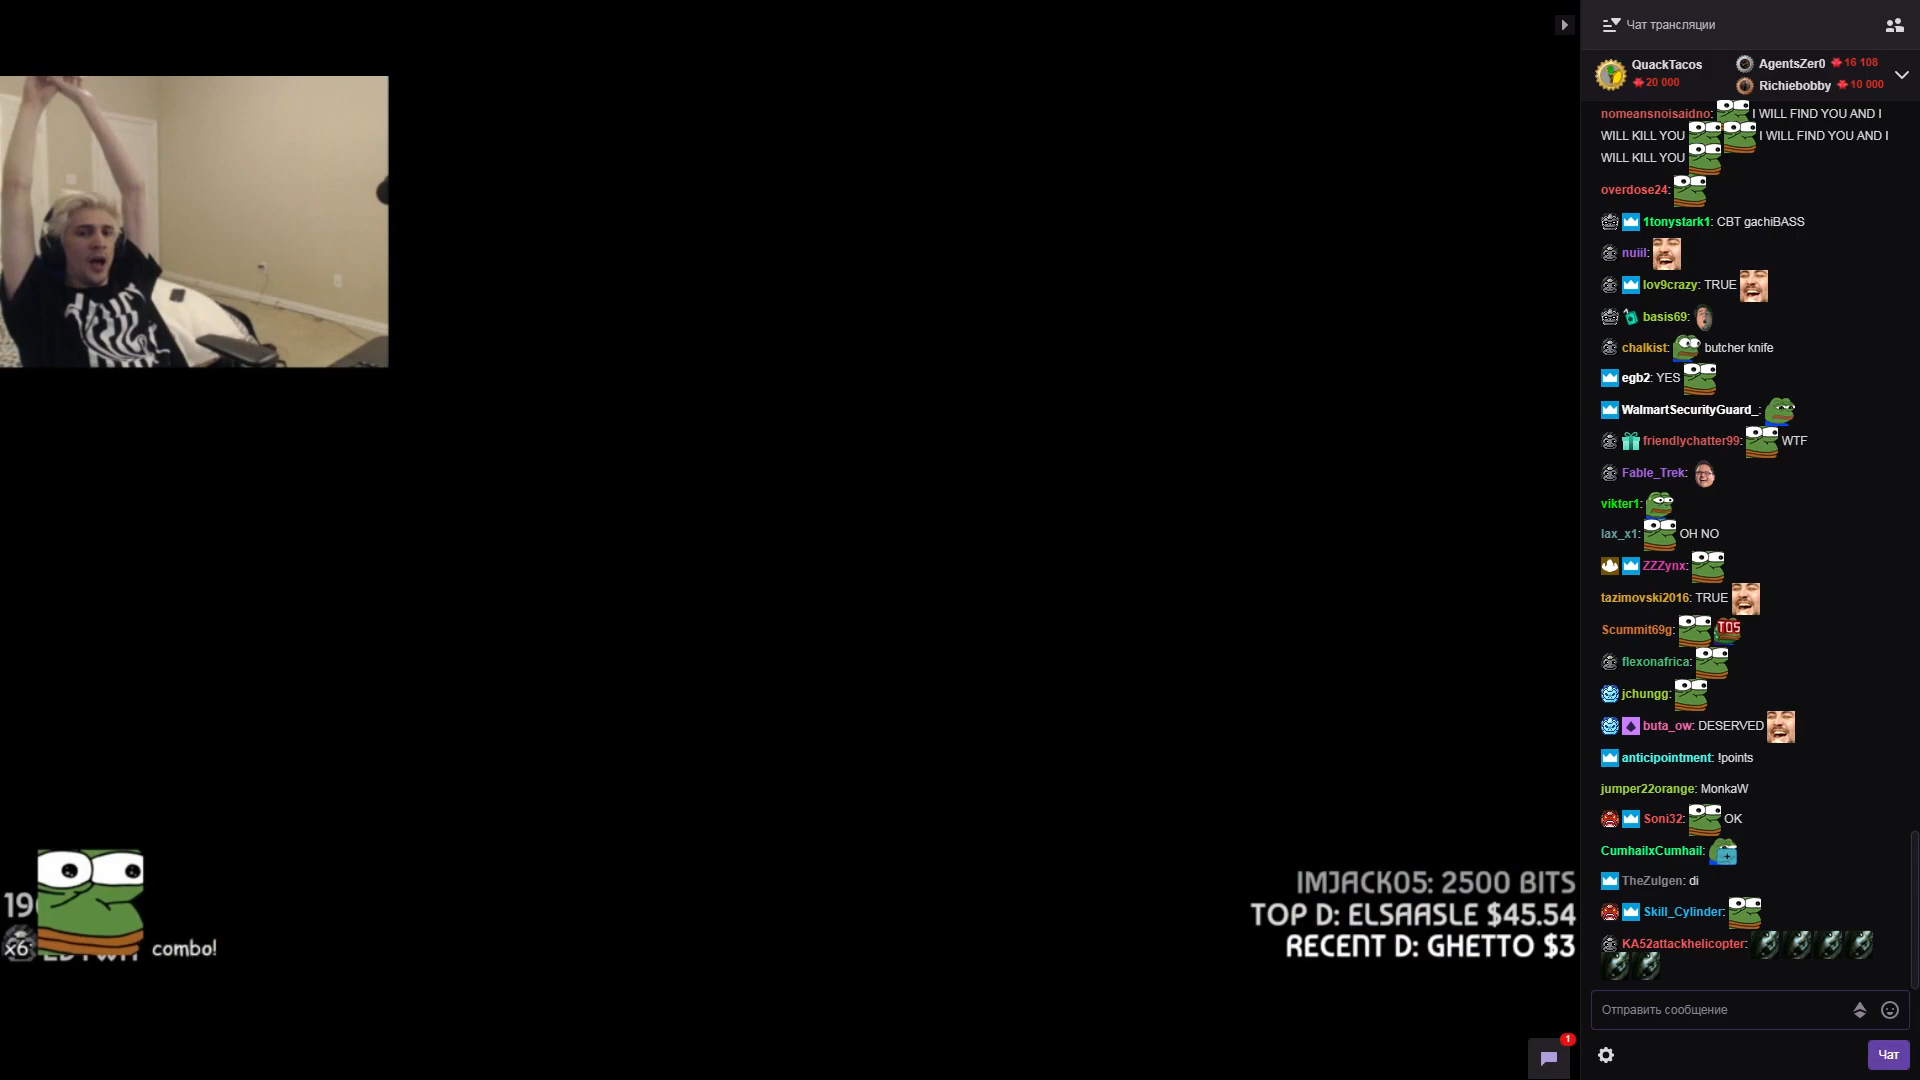 Чат трансляции
QuackTacos
20 000
AgentsZer0 16 108
Richiebobby 10 000
nomeansnoisaidno: I WILL FIND YOU AND I
WILL KILL YOU I WILL FIND YOU AND I
WILL KILL YOU
overdose24:
1tonystark1: CBT gachiBASS
nuiil:
lov9crazy: TRUE
basis69:
chalkist: butcher knife
egb2: YES
WalmartSecurityGuard_:
friendlychatter99: WTF
Fable_Trek:
vikter1:
lax_x1: OH NO
ZZZynx:
tazimovski2016: TRUE
Scummit69g: TOS
flexonafrica:
jchungg:
buta_ow: DESERVED
anticipointment: !points
jumper22orange: MonkaW
Soni32: OK
CumhailxCumhail:
TheZulgen: di
Skill_Cylinder:
KA52attackhelicopter:
Отправить сообщение
Чат
1
IMJACK05: 2500 BITS
TOP D: ELSAASLE $45.54
RECENT D: GHETTO $3
x6
combo!